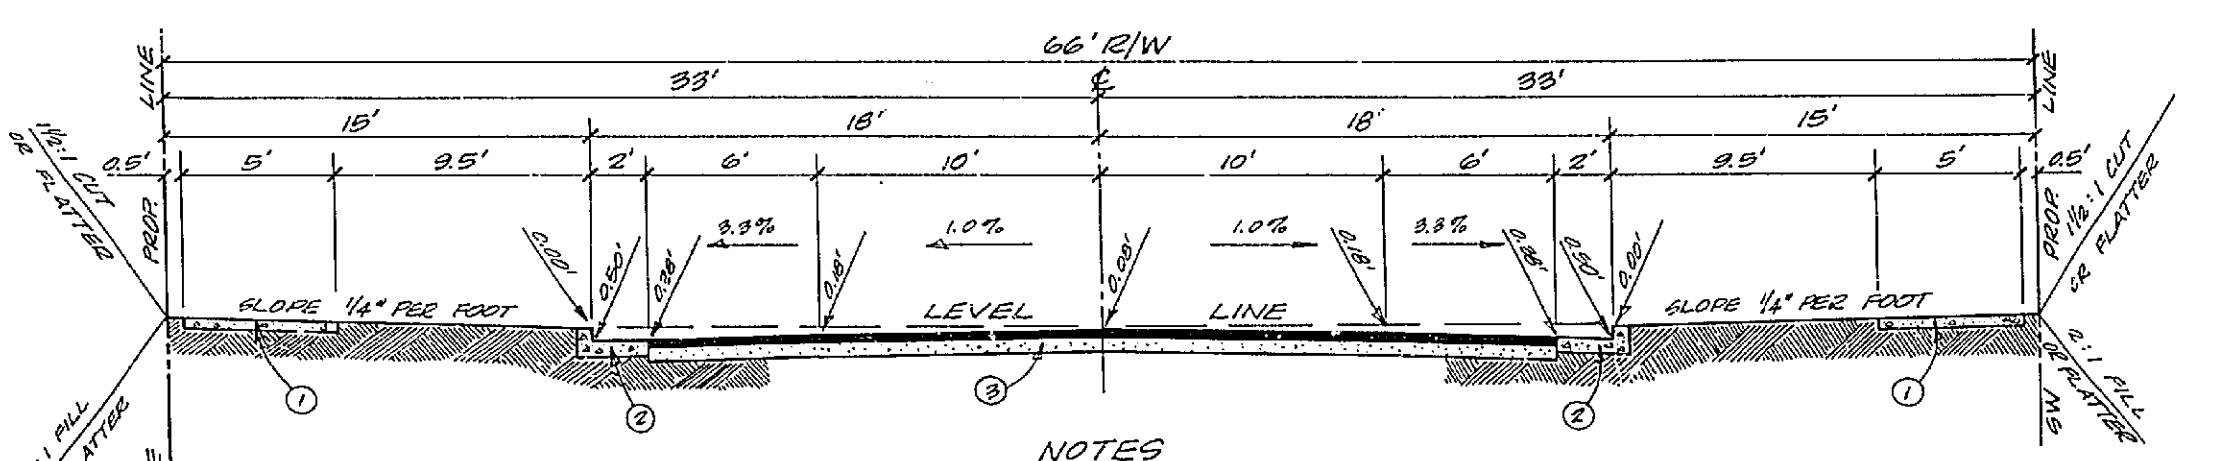 66' R/W
33' ℄ 33'
15' 18' 18' 15'
0.5' 5' 9.5' 2' 6' 10' 10' 6' 2' 9.5' 5' 0.5'
LINE
PROP.
1½:1 CUT
OR FLATTER
3.3% 1.0% 1.0% 3.3%
0.00' 0.50' 0.38' 0.18' 0.08' 0.18' 0.38' 0.50' 0.00'
LINE
PROP.
1½:1 CUT
OR FLATTER
SLOPE 1/4" PER FOOT
LEVEL LINE
SLOPE 1/4" PER FOOT
1 2 3 2 1
FILL
2:1 FILL
OR FLATTER
SW
NOTES